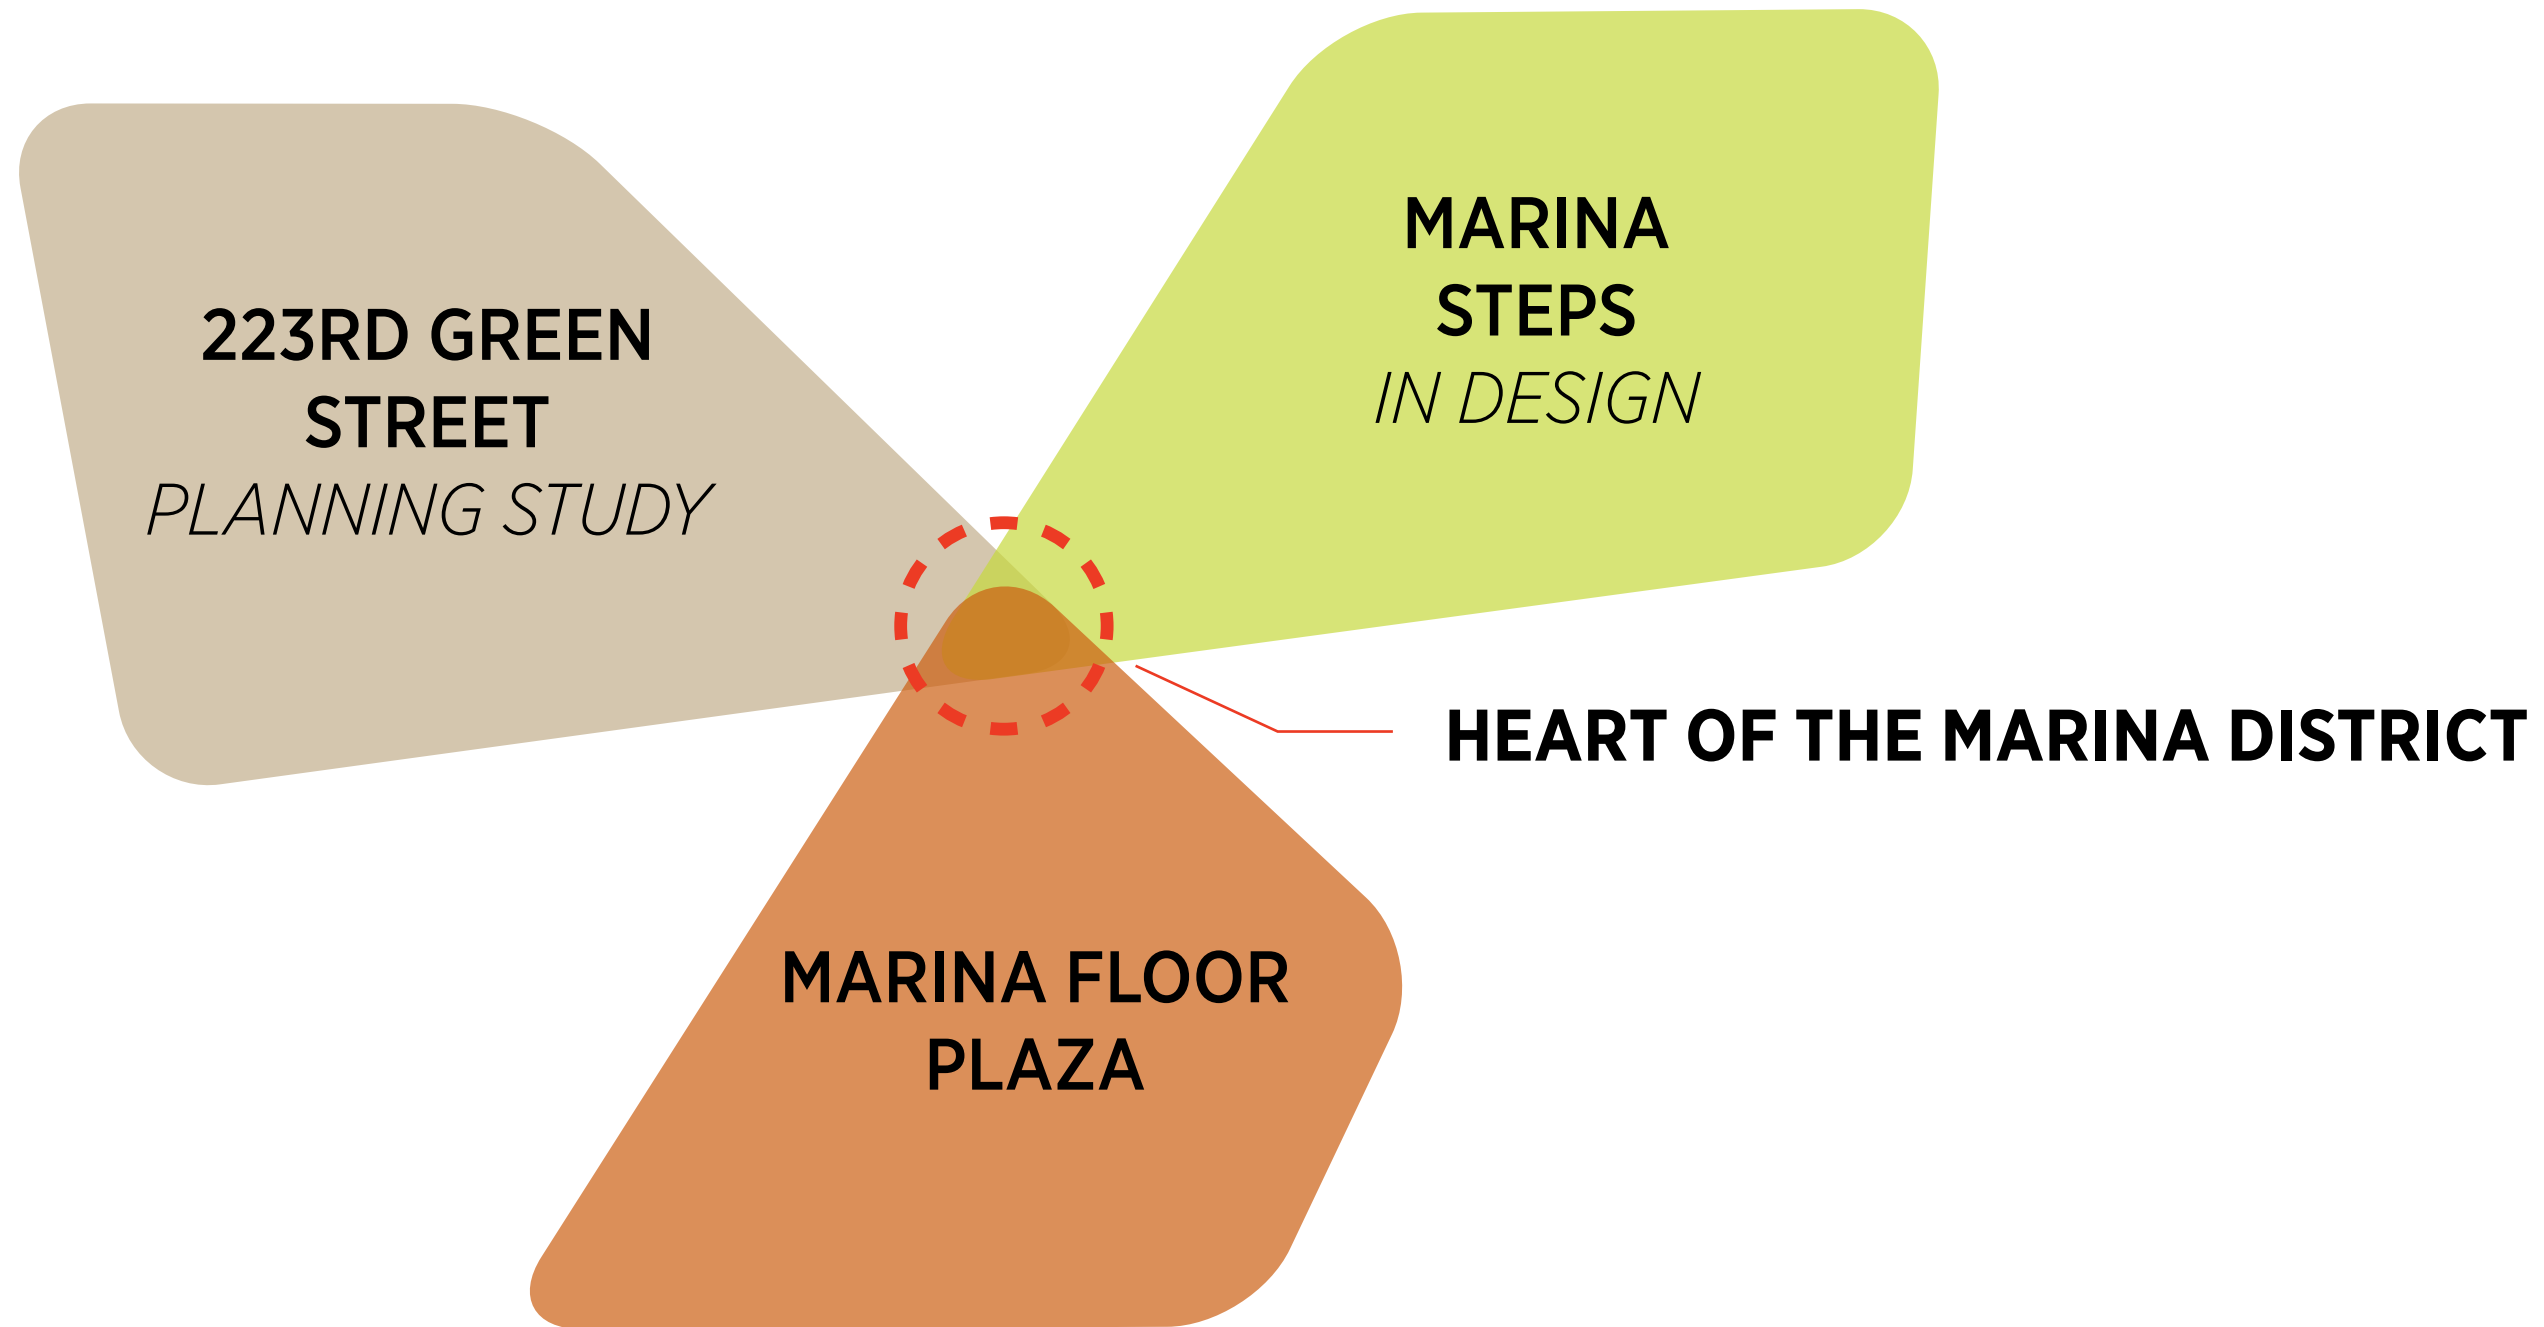 223RD GREEN
STREET
PLANNING STUDY
MARINA
STEPS
IN DESIGN
HEART OF THE MARINA DISTRICT
MARINA FLOOR
PLAZA